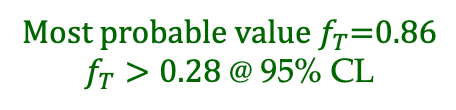 Most probable value f_T=0.86
f_T > 0.28 @ 95% CL